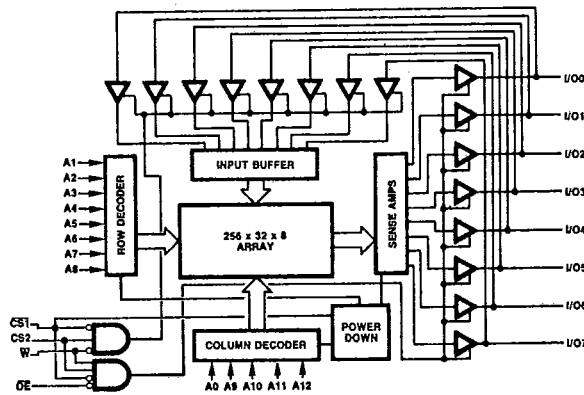 I/O0
I/O1
I/O2
I/O3
I/O4
I/O5
I/O6
I/O7
INPUT BUFFER
A1
A2
A3
A4
A5
A6
A7
A8
ROW DECODER
256 x 32 x 8
ARRAY
SENSE AMPS
CS1
CS2
W
OE
COLUMN DECODER
POWER
DOWN
A0 A9 A10 A11 A12